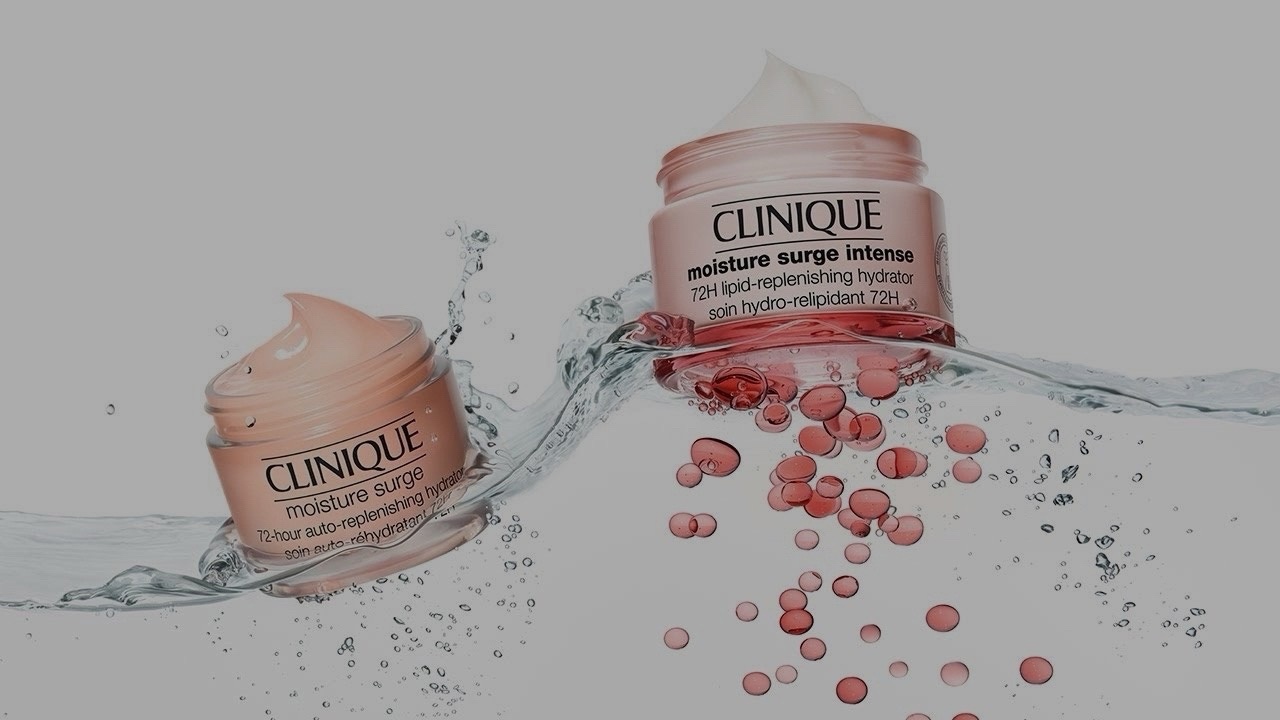 CLINIQUE
moisture surge
72-hour auto-replenishing hydrator
soin auto-réhydratant 72H
CLINIQUE
moisture surge intense
72H lipid-replenishing hydrator
soin hydro-relipidant 72H